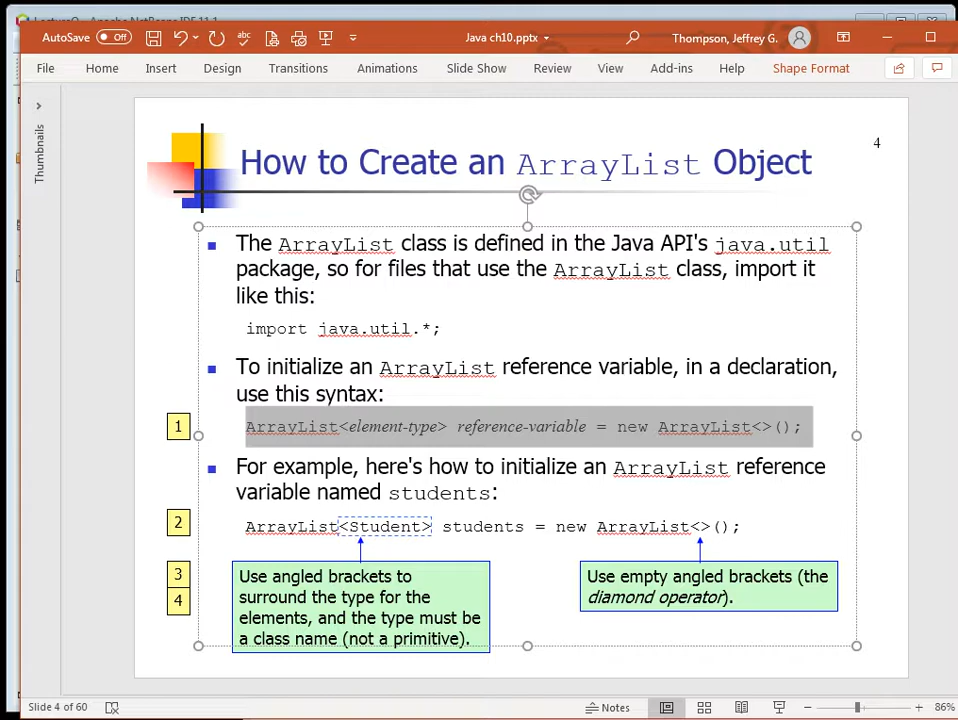 AutoSave Off abc Java ch10.pptx Thompson, Jeffrey G.
File Home Insert Design Transitions Animations Slide Show Review View Add-ins Help Shape Format
Thumbnails
4
How to Create an ArrayList Object
The ArrayList class is defined in the Java API's java.util
package, so for files that use the ArrayList class, import it
like this:
import java.util.*;
To initialize an ArrayList reference variable, in a declaration,
use this syntax:
1 ArrayList<element-type> reference-variable = new ArrayList<>();
For example, here's how to initialize an ArrayList reference
variable named students:
2 ArrayList<Student> students = new ArrayList<>();
3
4
Use angled brackets to
surround the type for the
elements, and the type must be
a class name (not a primitive).
Use empty angled brackets (the
diamond operator).
Slide 4 of 60 Notes 86%